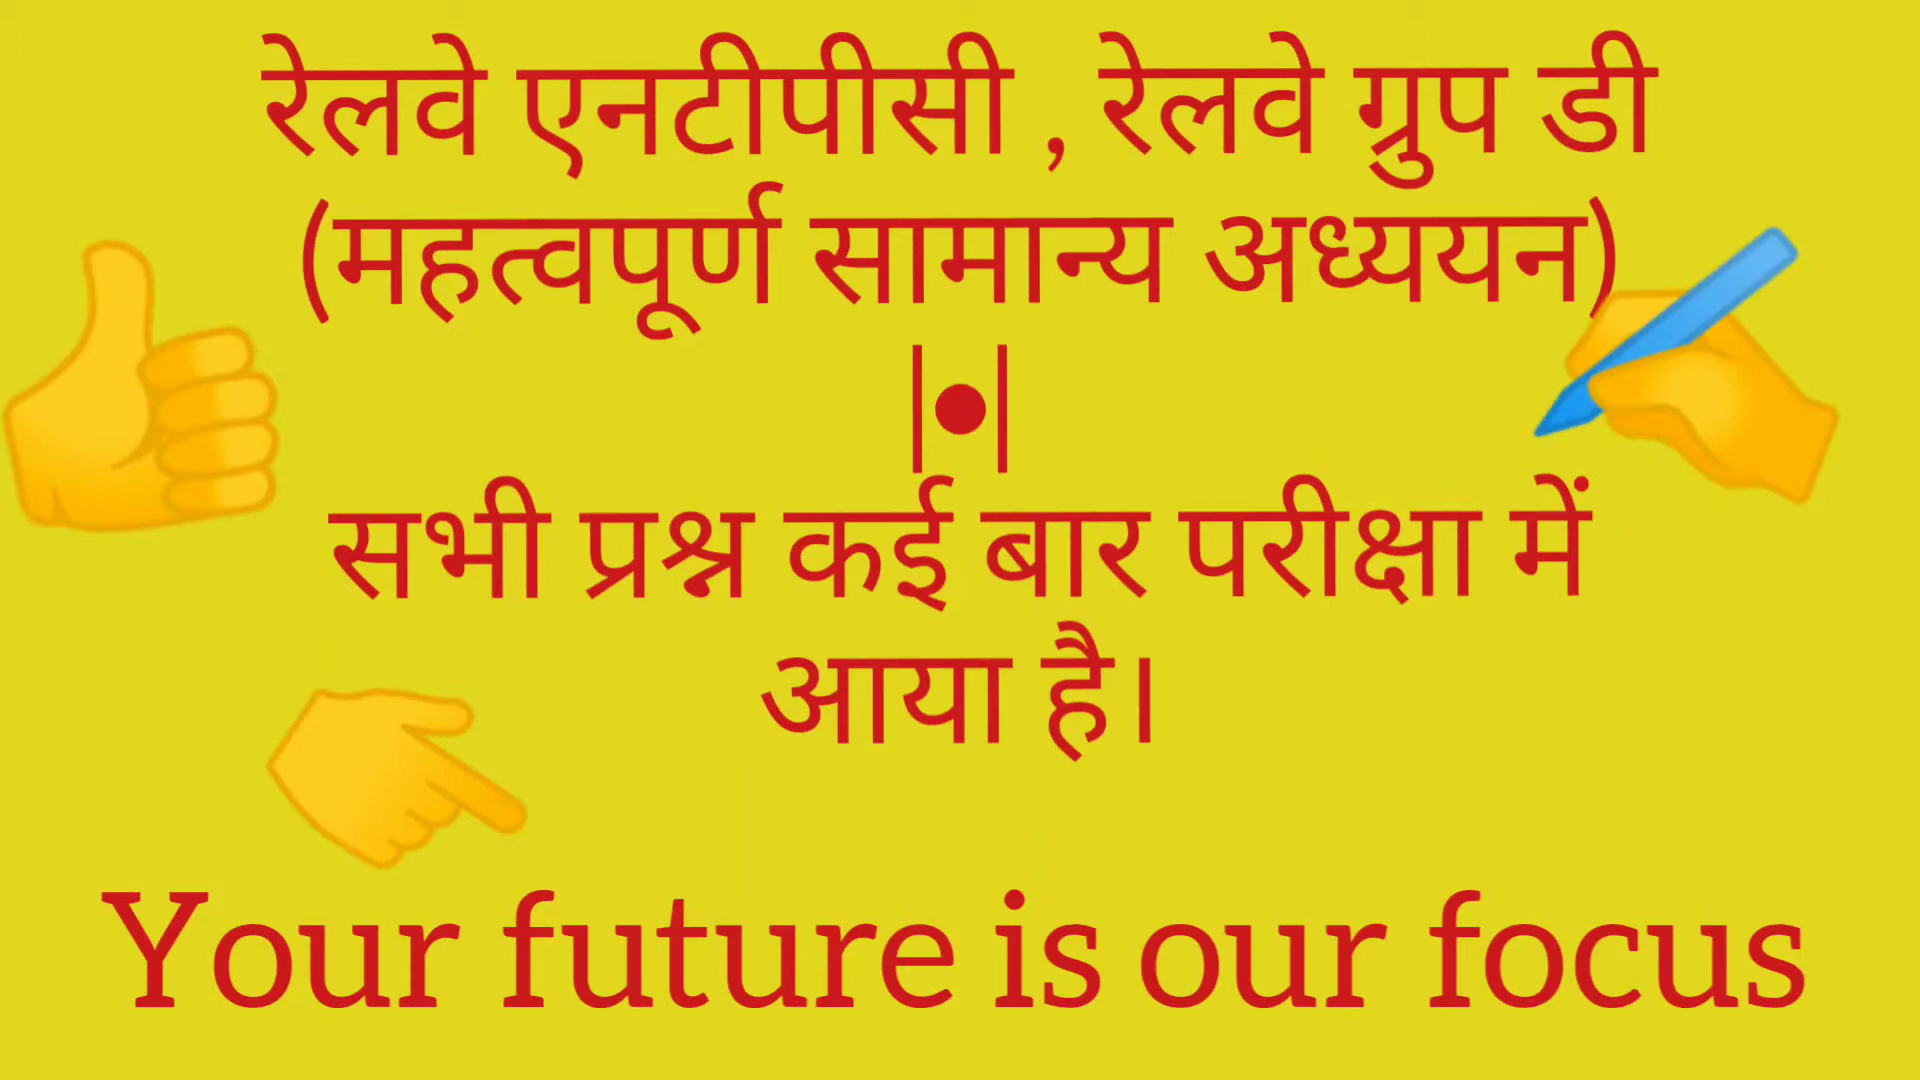 रेलवे एनटीपीसी , रेलवे ग्रुप डी
(महत्वपूर्ण सामान्य अध्ययन)
|●|
सभी प्रश्न कई बार परीक्षा में
आया है।
Your future is our focus